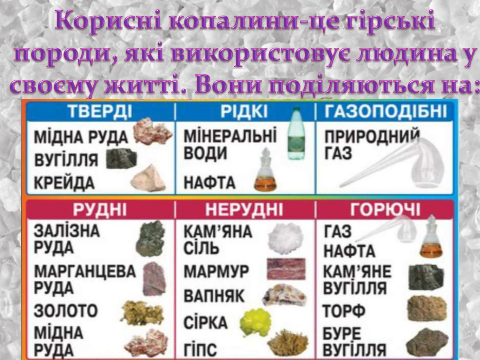 Корисні копалини-це гірські
породи, які використовує людина у
своєму житті. Вони поділяються на:
ТВЕРДІ
МІДНА РУДА
ВУГІЛЛЯ
КРЕЙДА
РІДКІ
МІНЕРАЛЬНІ
ВОДИ
НАФТА
ГАЗОПОДІБНІ
ПРИРОДНИЙ
ГАЗ
РУДНІ
ЗАЛІЗНА
РУДА
МАРГАНЦЕВА
РУДА
ЗОЛОТО
МІДНА
РУДА
НЕРУДНІ
КАМ’ЯНА
СІЛЬ
МАРМУР
ВАПНЯК
СІРКА
ГІПС
ГОРЮЧІ
ГАЗ
НАФТА
КАМ’ЯНЕ
ВУГІЛЛЯ
ТОРФ
БУРЕ
ВУГІЛЛЯ